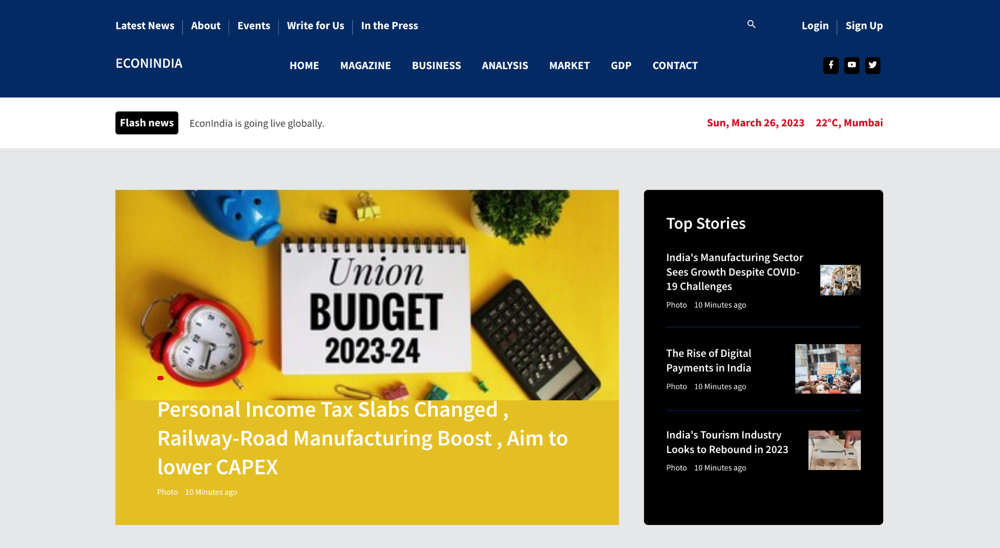 Latest News
About
Events
Write for Us
In the Press
Login
Sign Up
ECONINDIA
HOME
MAGAZINE
BUSINESS
ANALYSIS
MARKET
GDP
CONTACT
Flash news
EconIndia is going live globally.
Sun, March 26, 2023
22°C, Mumbai
Union
BUDGET
2023-24
Personal Income Tax Slabs Changed ,
Railway-Road Manufacturing Boost , Aim to
lower CAPEX
Photo 10 Minutes ago
Top Stories
India's Manufacturing Sector
Sees Growth Despite COVID-
19 Challenges
Photo 10 Minutes ago
The Rise of Digital
Payments in India
Photo 10 Minutes ago
India's Tourism Industry
Looks to Rebound in 2023
Photo 10 Minutes ago